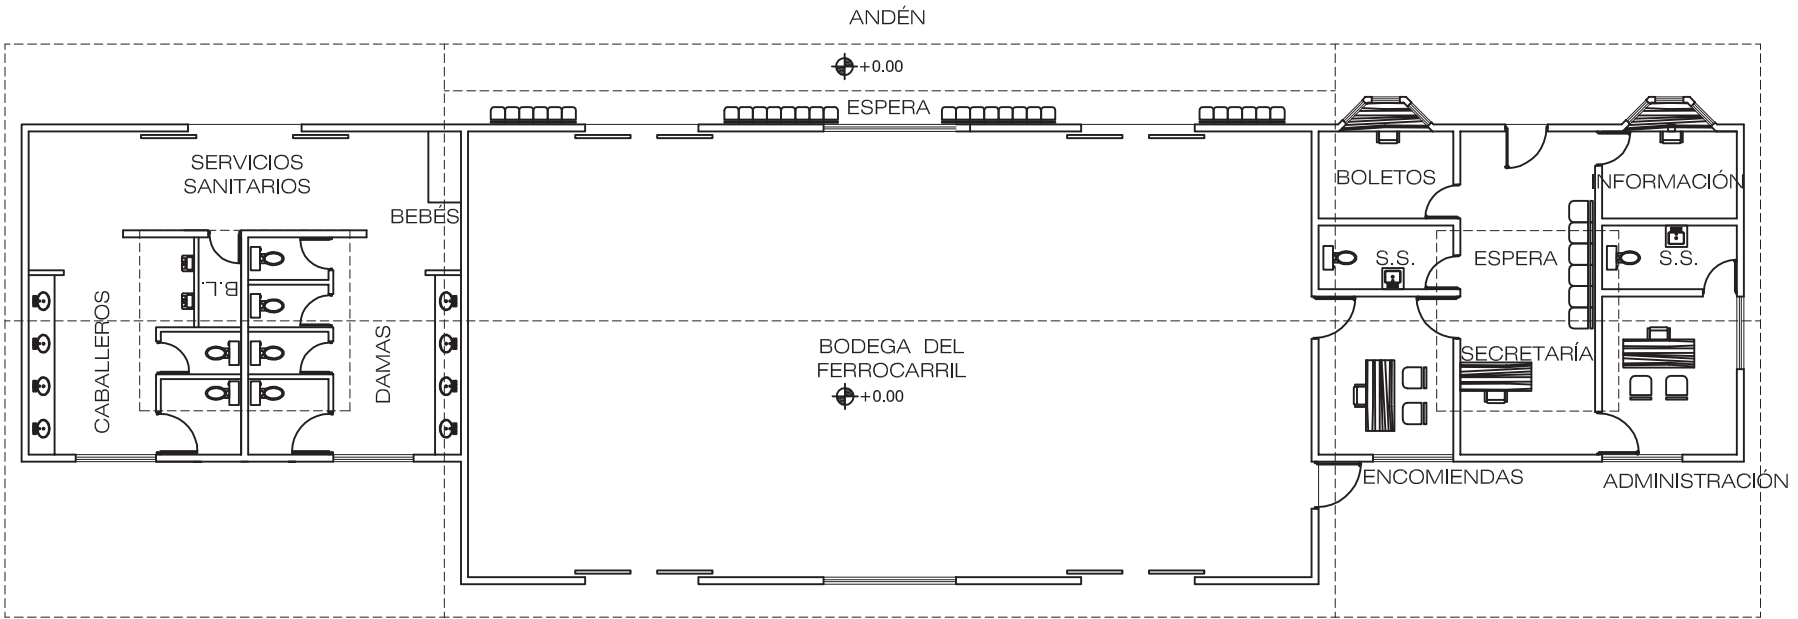 ANDÉN
+0.00
ESPERA
SERVICIOS
SANITARIOS
BEBÉS
BOLETOS
INFORMACIÓN
S.S.
ESPERA
S.S.
B.L.
CABALLEROS
DAMAS
BODEGA DEL
FERROCARRIL
+0.00
SECRETARÍA
ENCOMIENDAS
ADMINISTRACIÓN